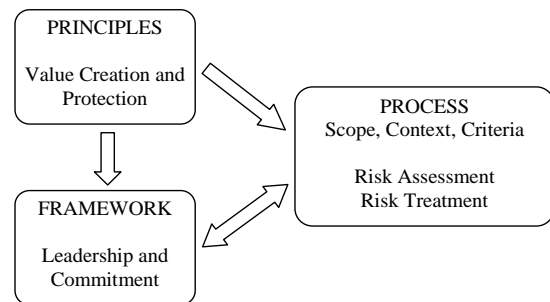 PRINCIPLES
Value Creation and
Protection
PROCESS
Scope, Context, Criteria
Risk Assessment
Risk Treatment
FRAMEWORK
Leadership and
Commitment